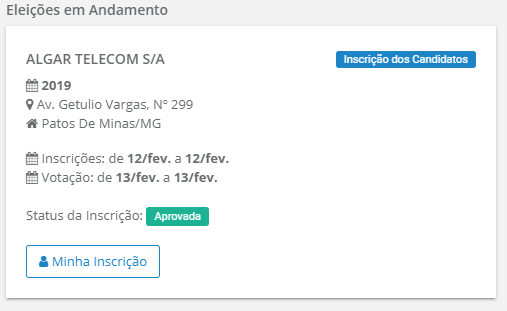 Eleições em Andamento
ALGAR TELECOM S/A
Inscrição dos Candidatos
2019
Av. Getulio Vargas, Nº 299
Patos De Minas/MG
Inscrições: de 12/fev. a 12/fev.
Votação: de 13/fev. a 13/fev.
Status da Inscrição: Aprovada
Minha Inscrição